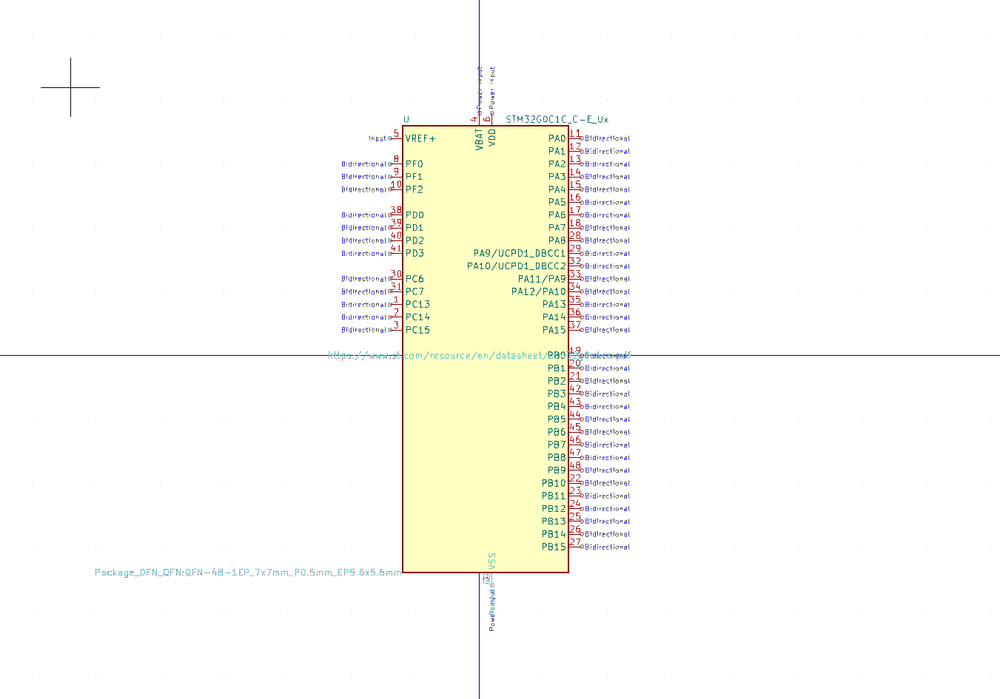 Power input
Power input
U
STM32G0C1C_C-E_Ux
4
6
VBAT
VDD
Input 5 VREF+
PA0 11 Bidirectional
PA1 12 Bidirectional
Bidirectional 8 PF0
PA2 13 Bidirectional
Bidirectional 9 PF1
PA3 14 Bidirectional
Bidirectional 10 PF2
PA4 15 Bidirectional
PA5 16 Bidirectional
Bidirectional 38 PD0
PA6 17 Bidirectional
Bidirectional 39 PD1
PA7 18 Bidirectional
Bidirectional 40 PD2
PA8 28 Bidirectional
Bidirectional 41 PD3
PA9/UCPD1_DBCC1 29 Bidirectional
PA10/UCPD1_DBCC2 32 Bidirectional
Bidirectional 30 PC6
PA11/PA9 33 Bidirectional
Bidirectional 31 PC7
PA12/PA10 34 Bidirectional
Bidirectional 1 PC13
PA13 35 Bidirectional
Bidirectional 2 PC14
PA14 36 Bidirectional
Bidirectional 3 PC15
PA15 37 Bidirectional
https://www.st.com/resource/en/datasheet/
PB0 19
PB1 20 Bidirectional
PB2 21 Bidirectional
PB3 42 Bidirectional
PB4 43 Bidirectional
PB5 44 Bidirectional
PB6 45 Bidirectional
PB7 46 Bidirectional
PB8 47 Bidirectional
PB9 48 Bidirectional
PB10 22 Bidirectional
PB11 23 Bidirectional
PB12 24 Bidirectional
PB13 25 Bidirectional
PB14 26 Bidirectional
PB15 27 Bidirectional
VSS
Package_DFN_QFN:QFN-48-1EP_7x7mm_P0.5mm_EP5.6x5.6mm